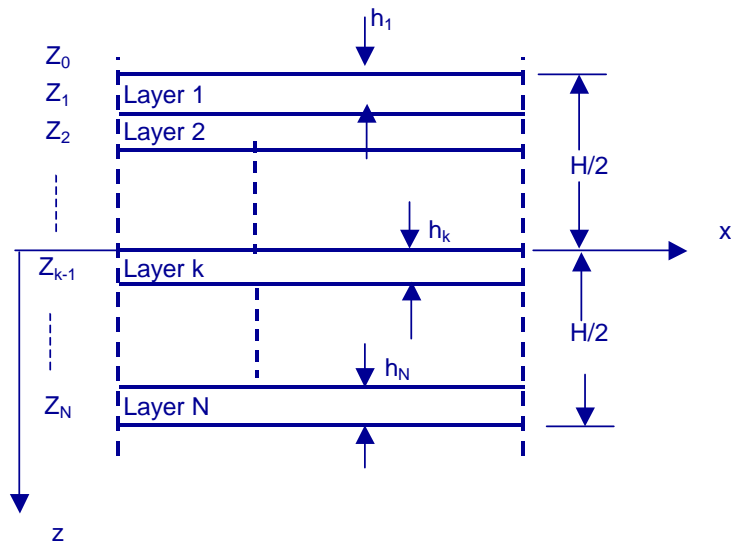 h1
Z0
Z1 Layer 1
Z2 Layer 2
H/2
hk
x
Zk-1 Layer k
H/2
hN
ZN Layer N
z